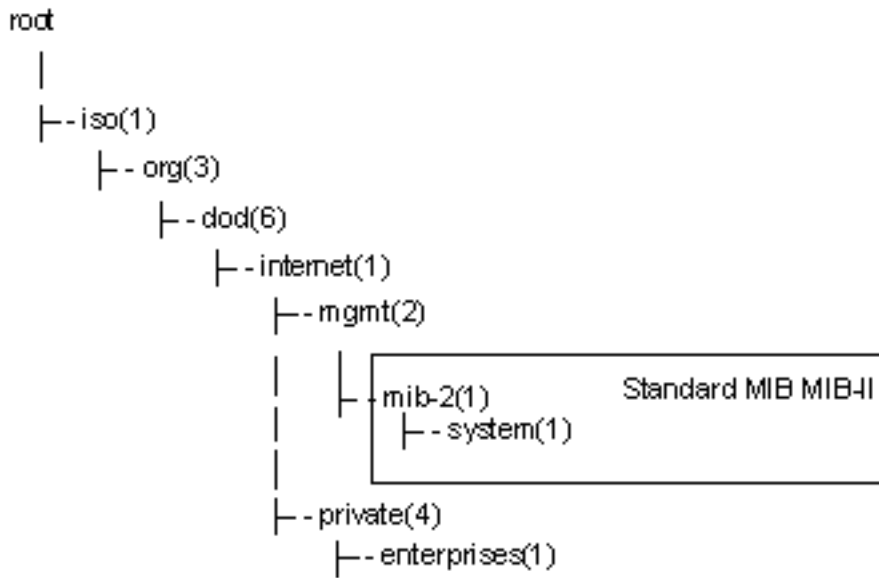 root
iso(1)
org(3)
dod(6)
internet(1)
mgmt(2)
mib-2(1) Standard MIB MIB-II
system(1)
private(4)
enterprises(1)